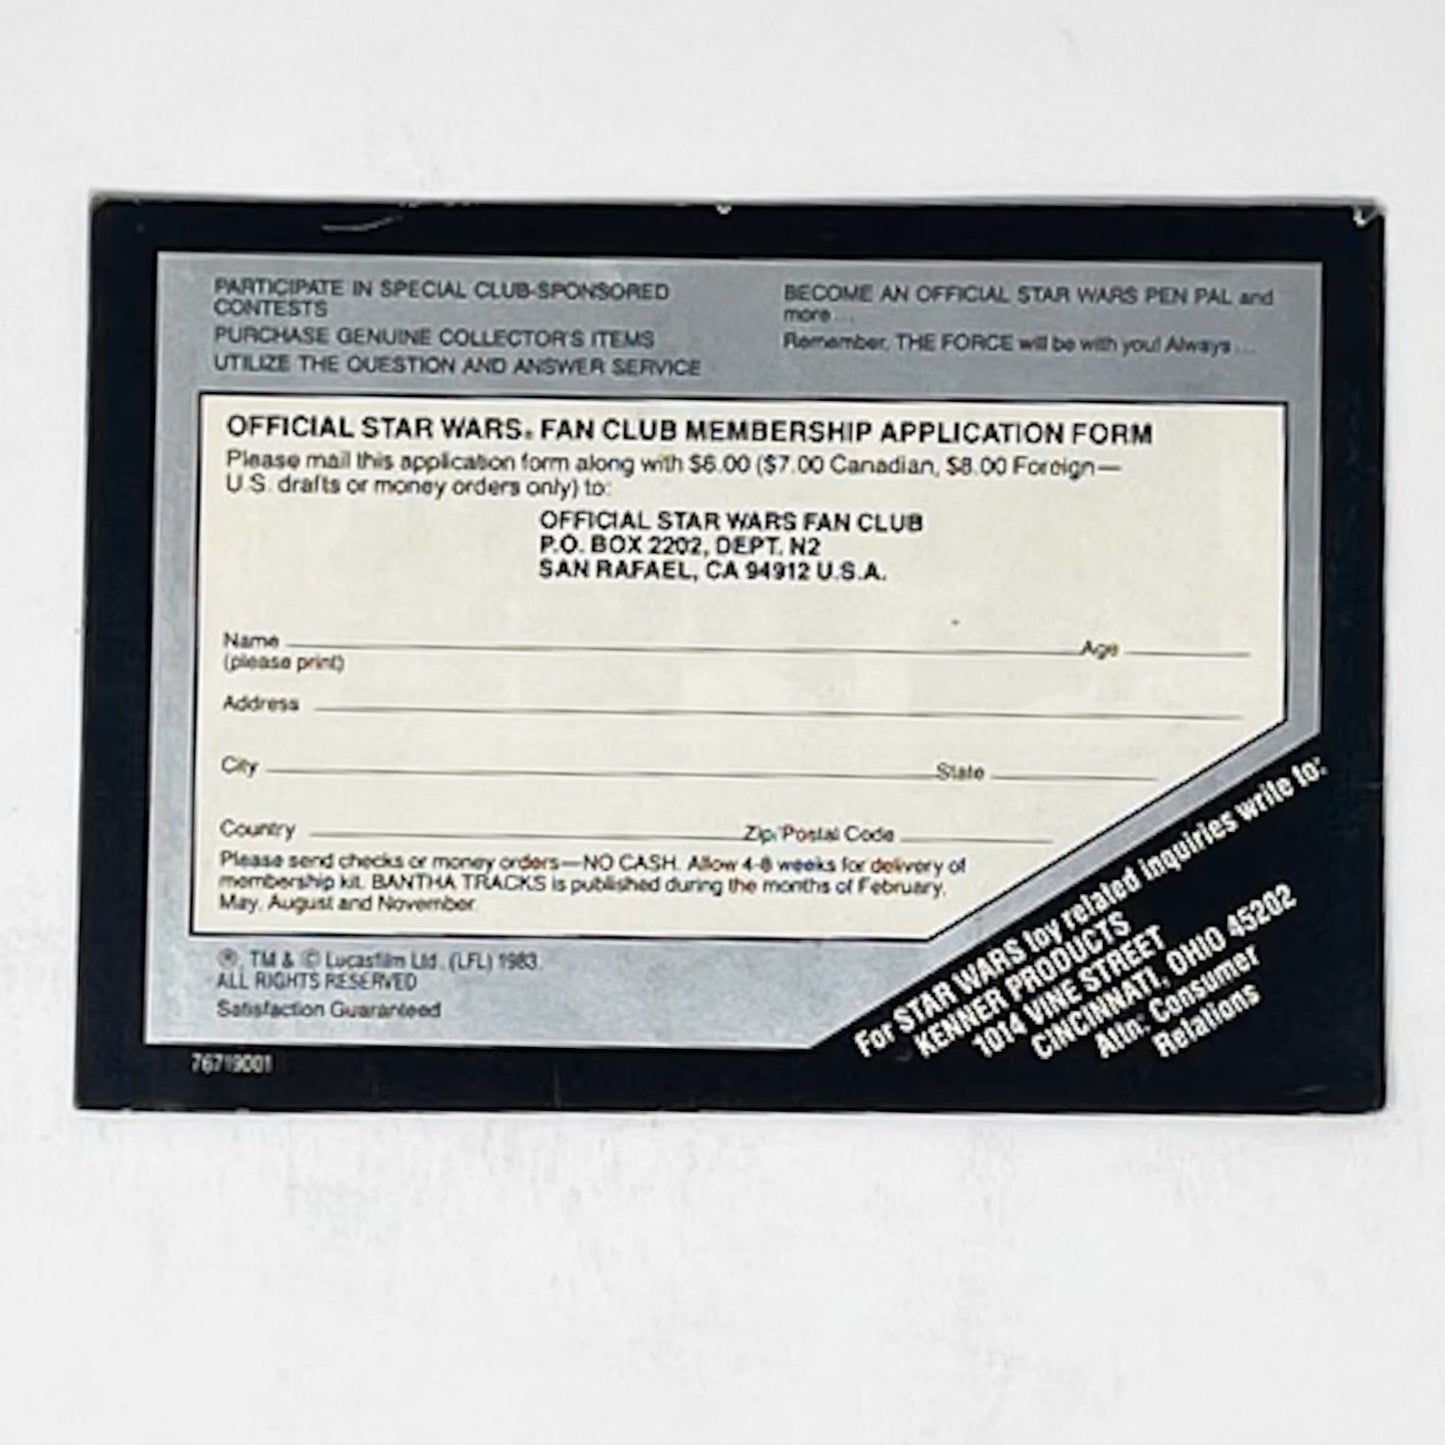 PARTICIPATE IN SPECIAL CLUB-SPONSORED
CONTESTS
PURCHASE GENUINE COLLECTOR'S ITEMS
UTILIZE THE QUESTION AND ANSWER SERVICE
BECOME AN OFFICIAL STAR WARS PEN PAL and
more ...
Remember, THE FORCE will be with you! Always ...
OFFICIAL STAR WARS® FAN CLUB MEMBERSHIP APPLICATION FORM
Please mail this application form along with $6.00 ($7.00 Canadian, $8.00 Foreign—
U.S. drafts or money orders only) to:
OFFICIAL STAR WARS FAN CLUB
P.O. BOX 2202, DEPT. N2
SAN RAFAEL, CA 94912 U.S.A.
Name Age
(please print)
Address
City State
Country Zip/Postal Code
Please send checks or money orders—NO CASH. Allow 4-8 weeks for delivery of
membership kit. BANTHA TRACKS is published during the months of February,
May, August and November.
®, TM & © Lucasfilm Ltd. (LFL) 1983.
ALL RIGHTS RESERVED
Satisfaction Guaranteed
76719001
For STAR WARS toy related inquiries write to:
KENNER PRODUCTS
1014 VINE STREET
CINCINNATI, OHIO 45202
Attn. Consumer
Relations